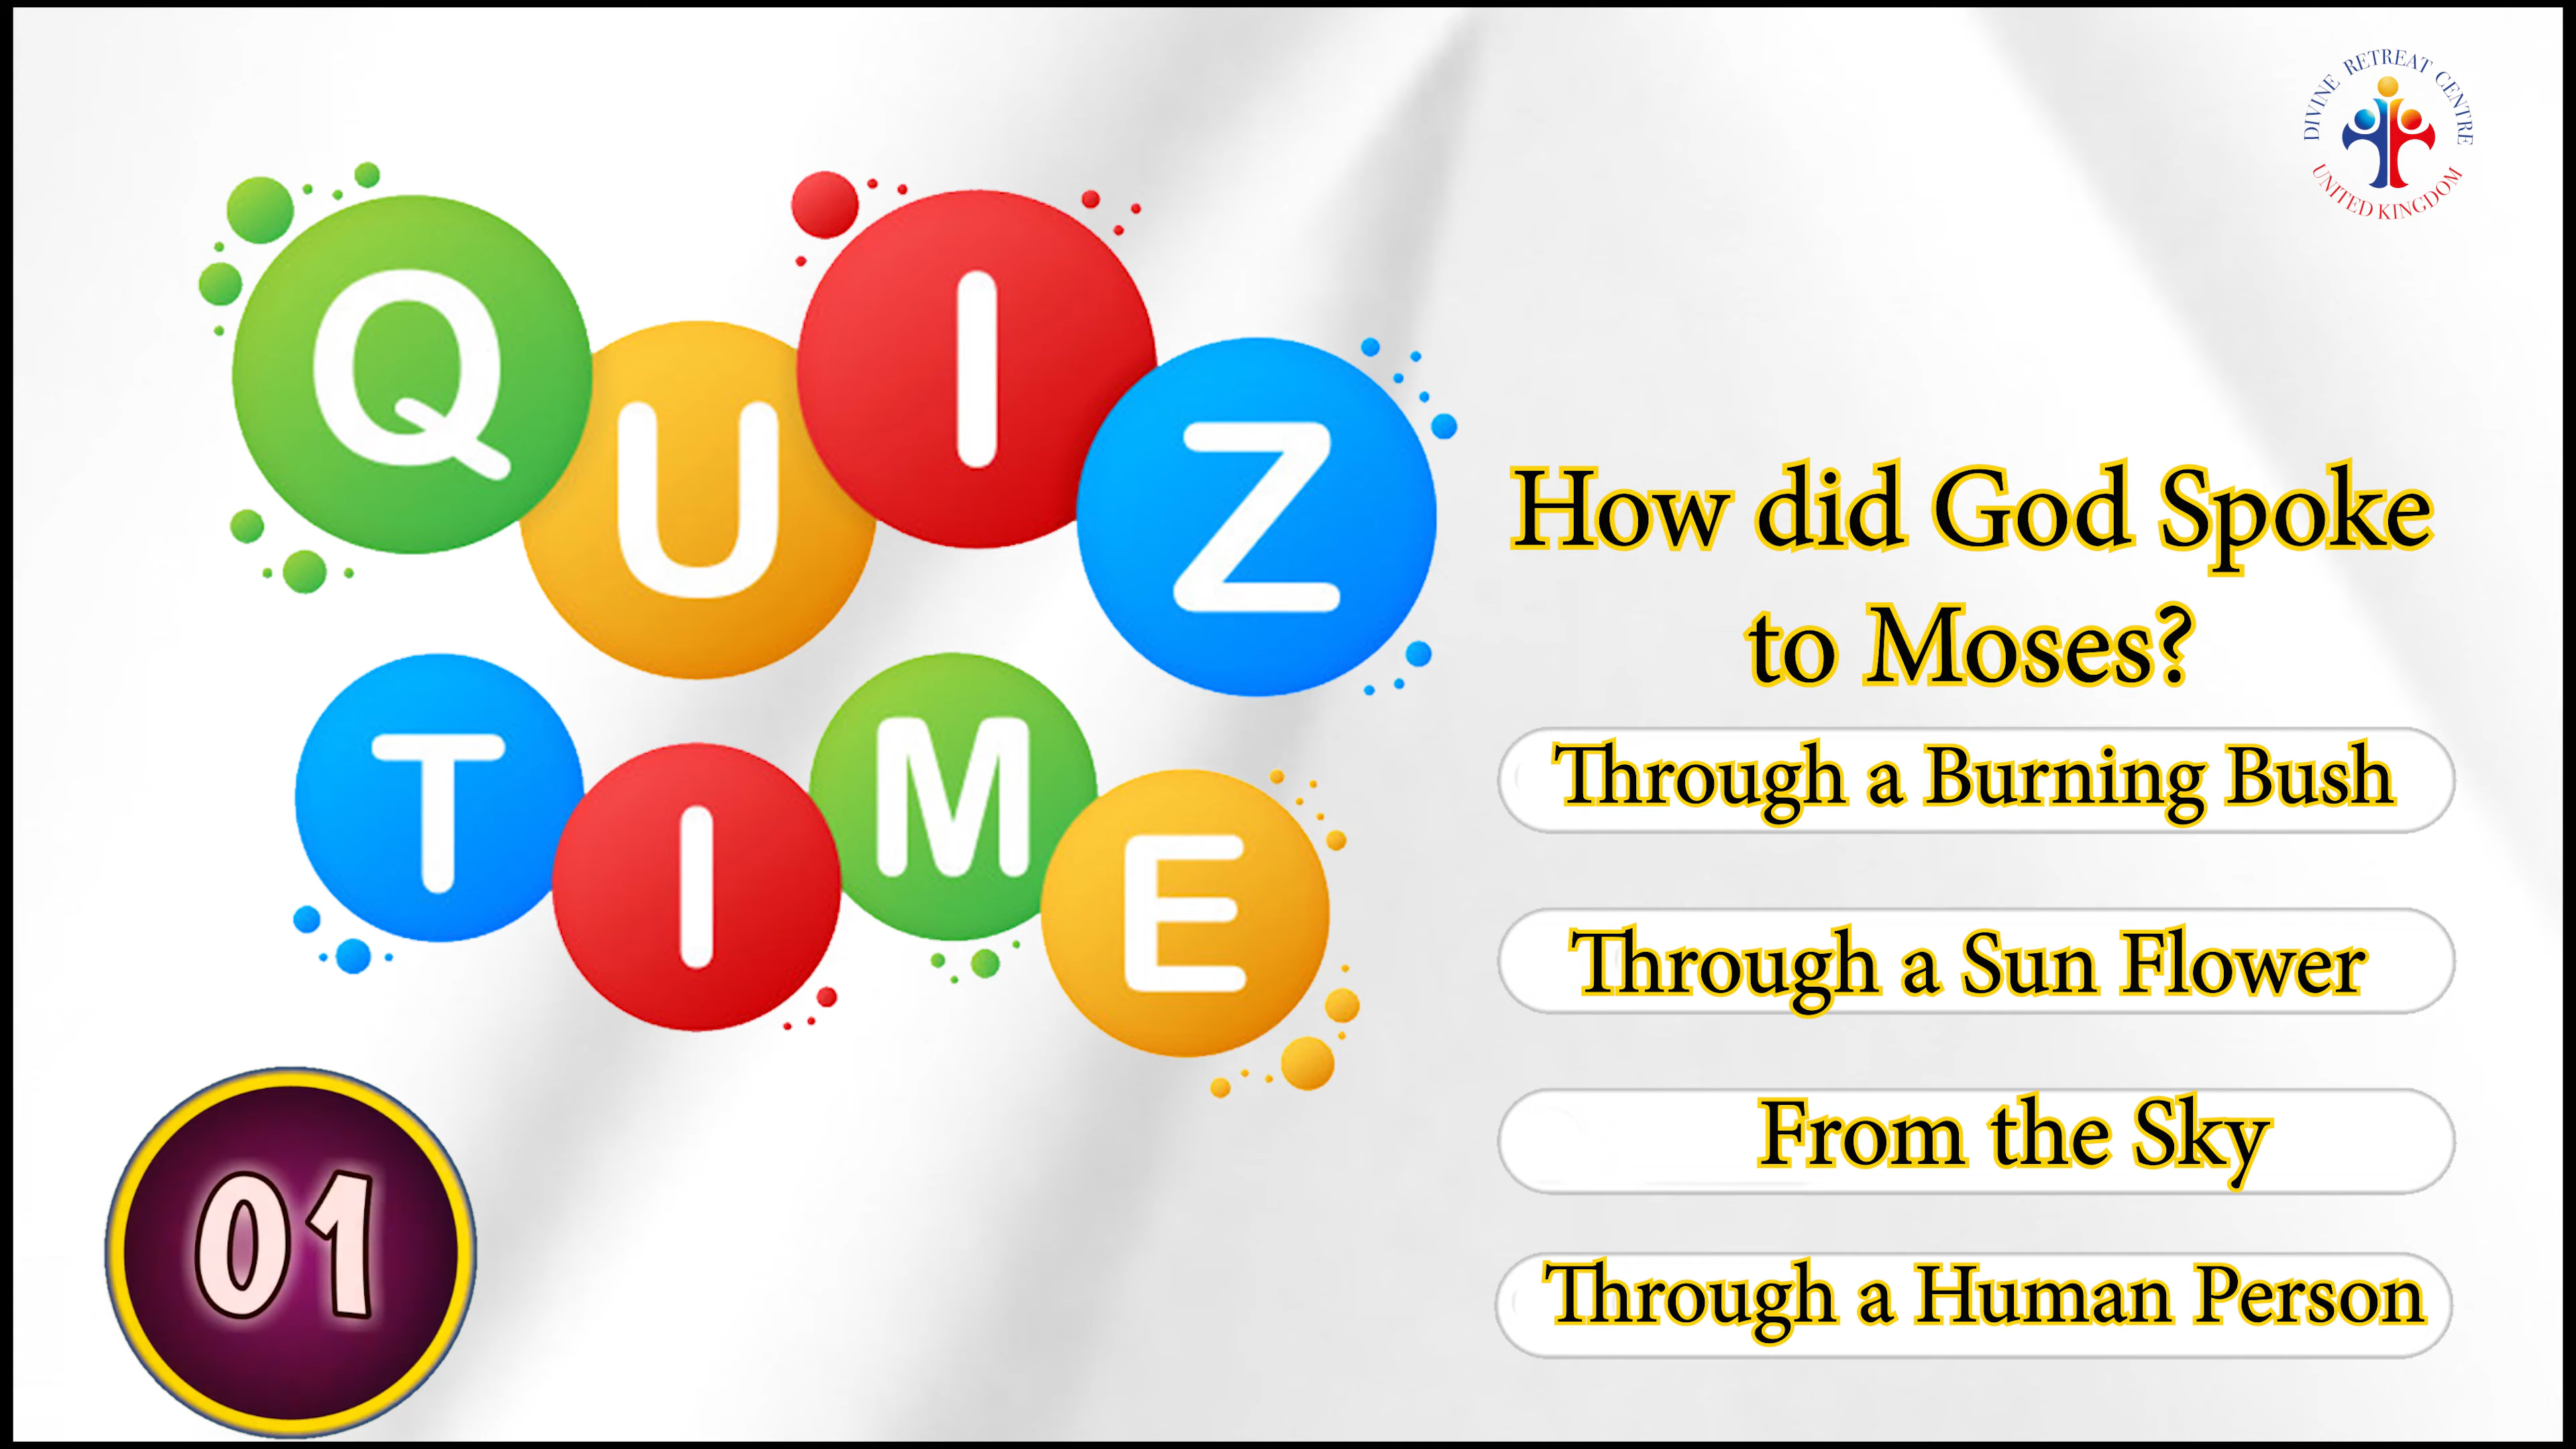 QUIZ
TIME
01
DIVINE RETREAT CENTRE
UNITED KINGDOM
How did God Spoke
to Moses?
Through a Burning Bush
Through a Sun Flower
From the Sky
Through a Human Person